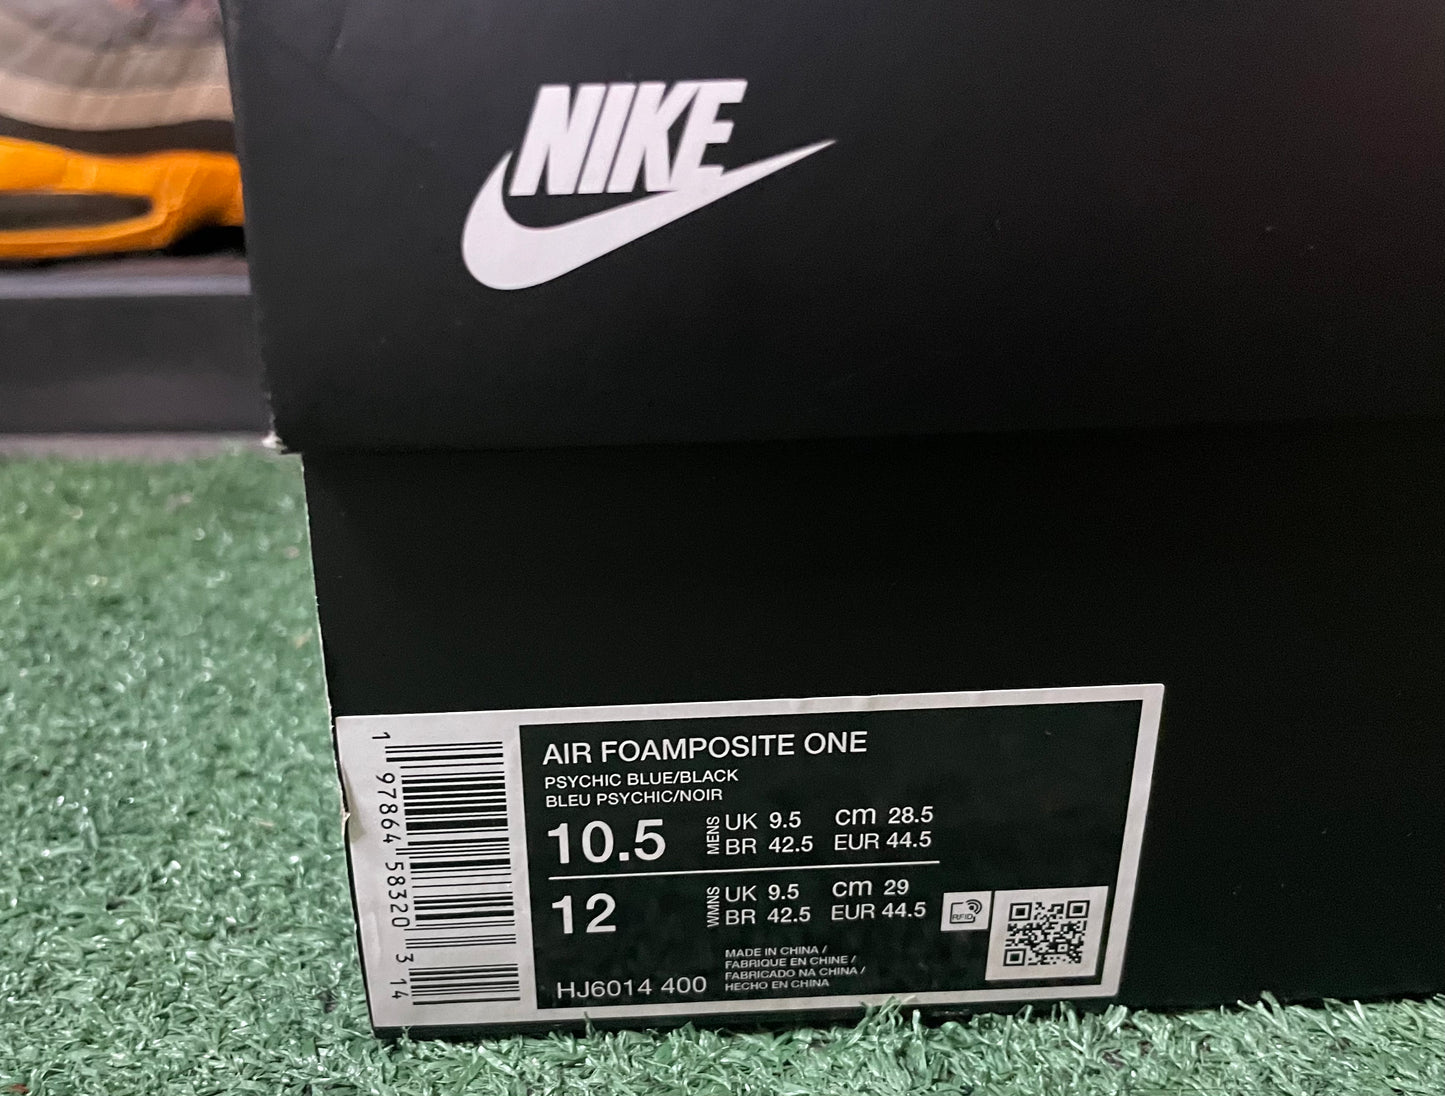 NIKE
AIR FOAMPOSITE ONE
PSYCHIC BLUE/BLACK
BLEU PSYCHIC/NOIR
10.5 MENS UK 9.5 cm 28.5
BR 42.5 EUR 44.5
12 WMNS UK 9.5 cm 29
BR 42.5 EUR 44.5
RFID
MADE IN CHINA /
FABRIQUE EN CHINE /
FABRICADO NA CHINA /
HECHO EN CHINA
HJ6014 400
1 97864 58320 3 14